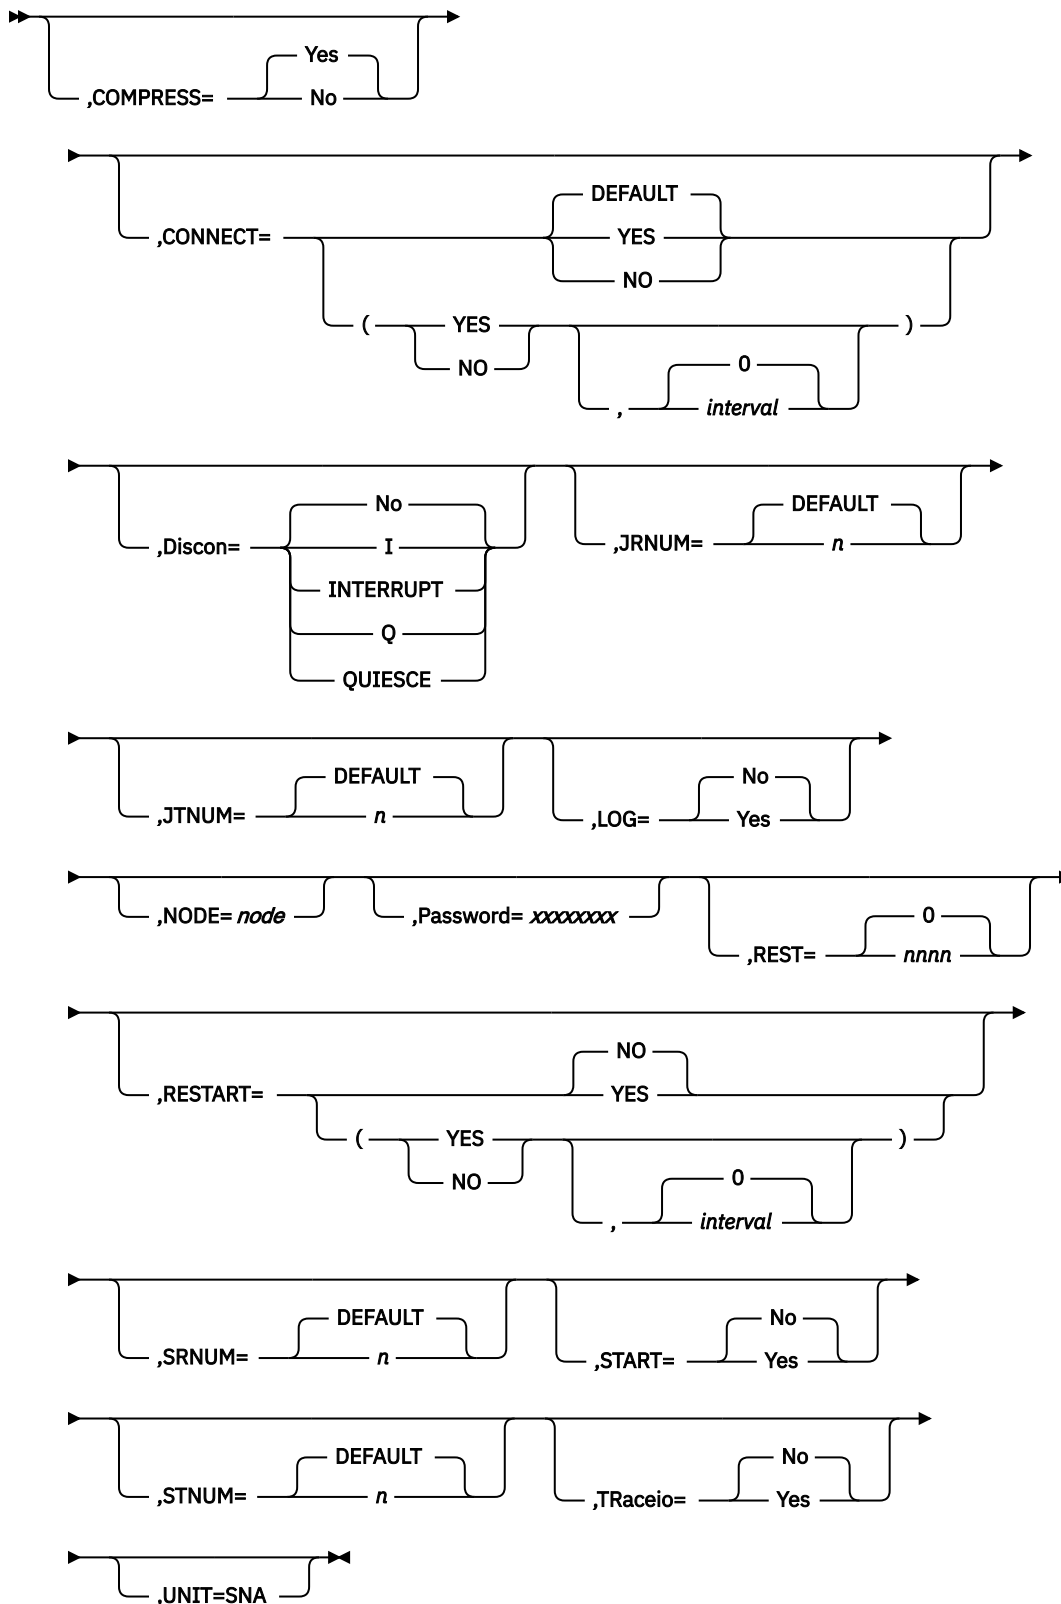 Yes
,COMPRESS= No
DEFAULT
,CONNECT= YES
NO
( YES )
NO 0
, interval
No DEFAULT
,Discon= I ,JRNUM= n
INTERRUPT
Q
QUIESCE
DEFAULT No
,JTNUM= n ,LOG= Yes
,NODE= node ,Password= xxxxxxxx 0
,REST= nnnn
NO
,RESTART= YES
( YES )
NO 0
, interval
DEFAULT No
,SRNUM= n ,START= Yes
DEFAULT No
,STNUM= n ,TRaceio= Yes
,UNIT=SNA